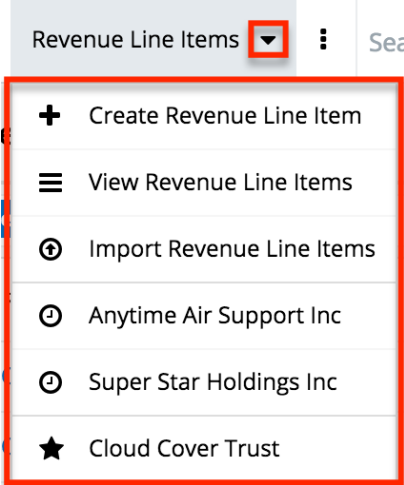 Revenue Line Items
Create Revenue Line Item
View Revenue Line Items
Import Revenue Line Items
Anytime Air Support Inc
Super Star Holdings Inc
Cloud Cover Trust